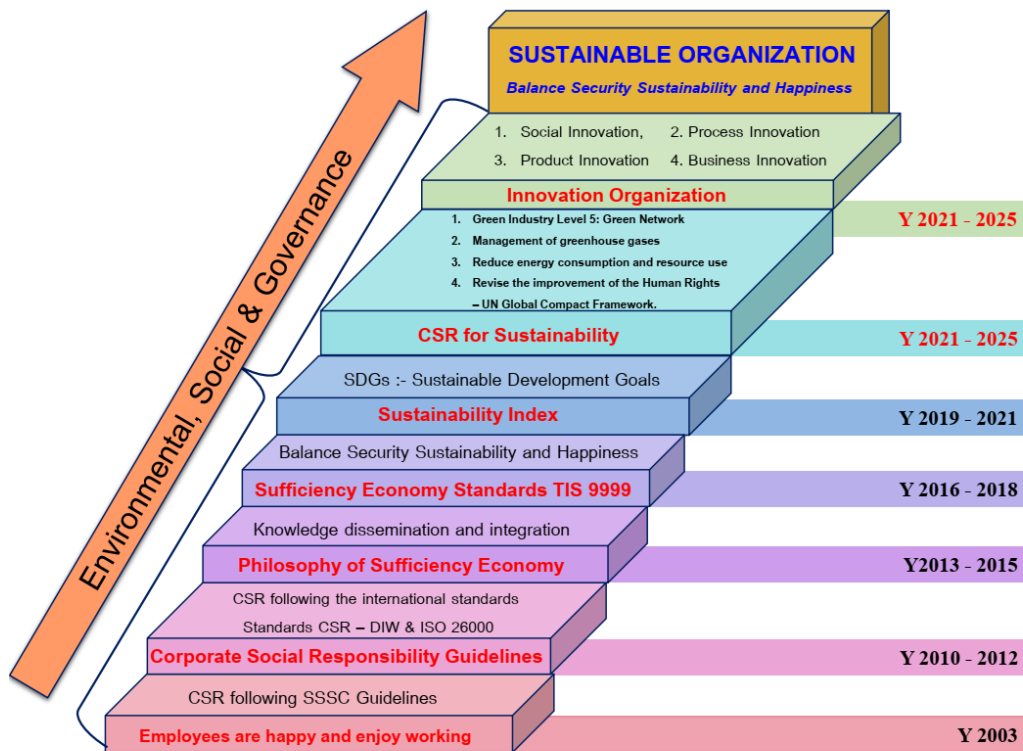 SUSTAINABLE ORGANIZATION
Balance Security Sustainability and Happiness
1. Social Innovation, 2. Process Innovation
3. Product Innovation 4. Business Innovation
Innovation Organization
Y 2021 - 2025
1. Green Industry Level 5: Green Network
2. Management of greenhouse gases
3. Reduce energy consumption and resource use
4. Revise the improvement of the Human Rights
– UN Global Compact Framework.
CSR for Sustainability
Y 2021 - 2025
SDGs :- Sustainable Development Goals
Sustainability Index
Y 2019 - 2021
Balance Security Sustainability and Happiness
Sufficiency Economy Standards TIS 9999
Y 2016 - 2018
Knowledge dissemination and integration
Philosophy of Sufficiency Economy
Y2013 - 2015
CSR following the international standards
Standards CSR – DIW & ISO 26000
Corporate Social Responsibility Guidelines
Y 2010 - 2012
CSR following SSSC Guidelines
Employees are happy and enjoy working
Y 2003
Environmental, Social & Governance